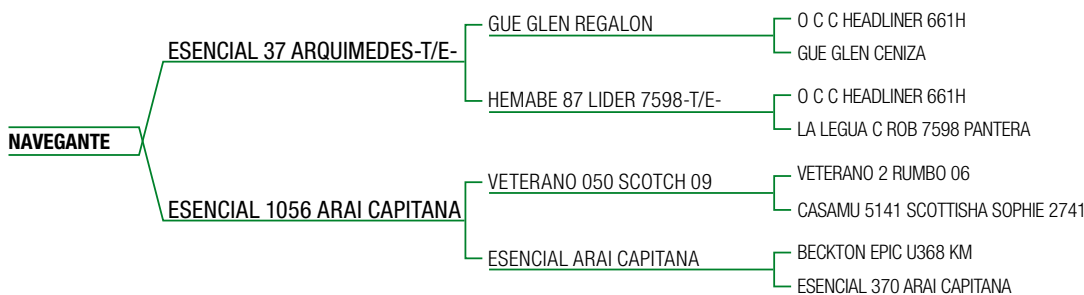 NAVEGANTE
ESENCIAL 37 ARQUIMEDES-T/E-
ESENCIAL 1056 ARAI CAPITANA
GUE GLEN REGALON
HEMABE 87 LIDER 7598-T/E-
VETERANO 050 SCOTCH 09
ESENCIAL ARAI CAPITANA
O C C HEADLINER 661H
GUE GLEN CENIZA
O C C HEADLINER 661H
LA LEGUA C ROB 7598 PANTERA
VETERANO 2 RUMBO 06
CASAMU 5141 SCOTTISHA SOPHIE 2741
BECKTON EPIC U368 KM
ESENCIAL 370 ARAI CAPITANA